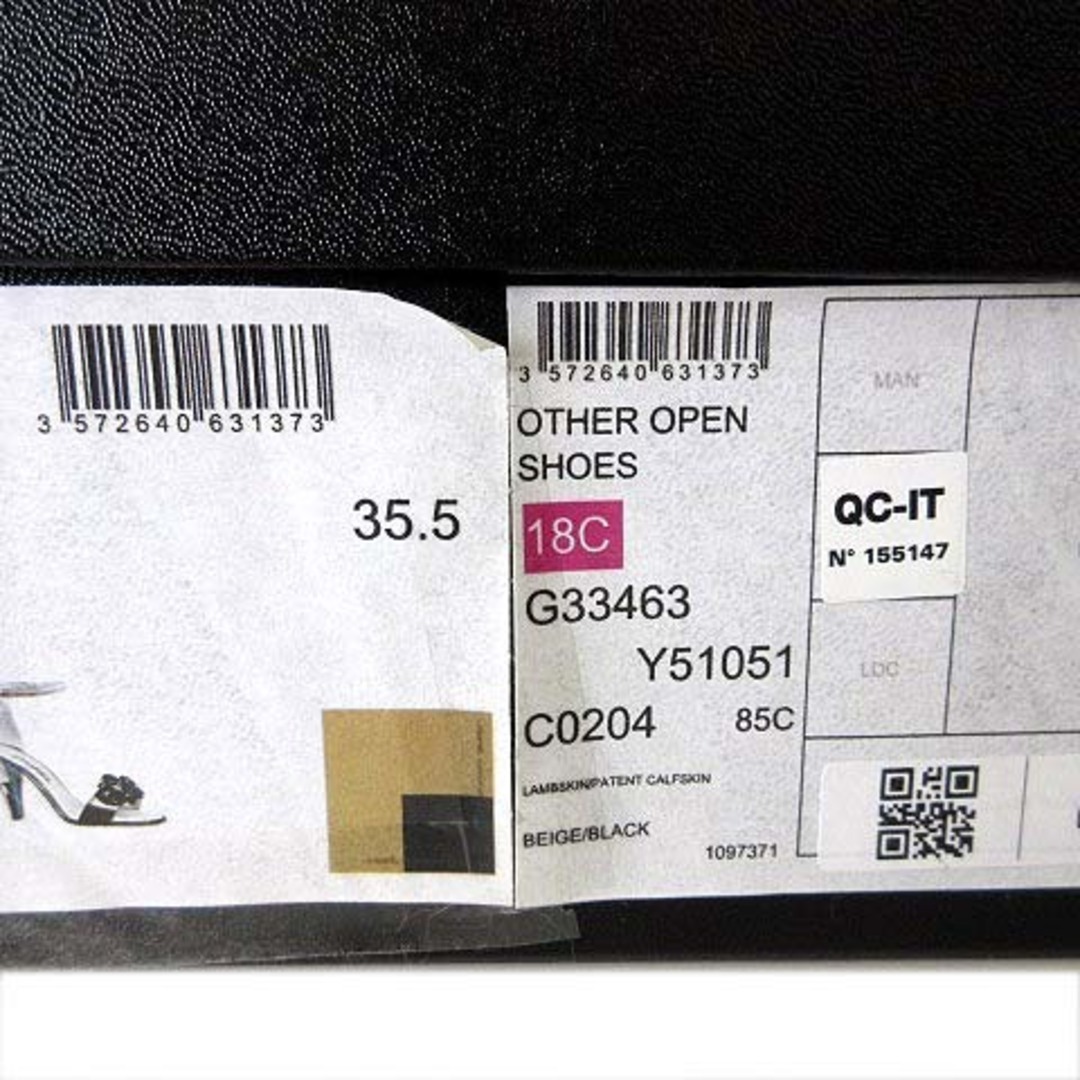 3 572640 631373
35.5
3 572640 631373
OTHER OPEN
SHOES
18C
G33463
Y51051
C0204 85C
LAMBSKIN/PATENT CALFSKIN
BEIGE/BLACK
1097371
MAN
QC-IT
N° 155147
LDC